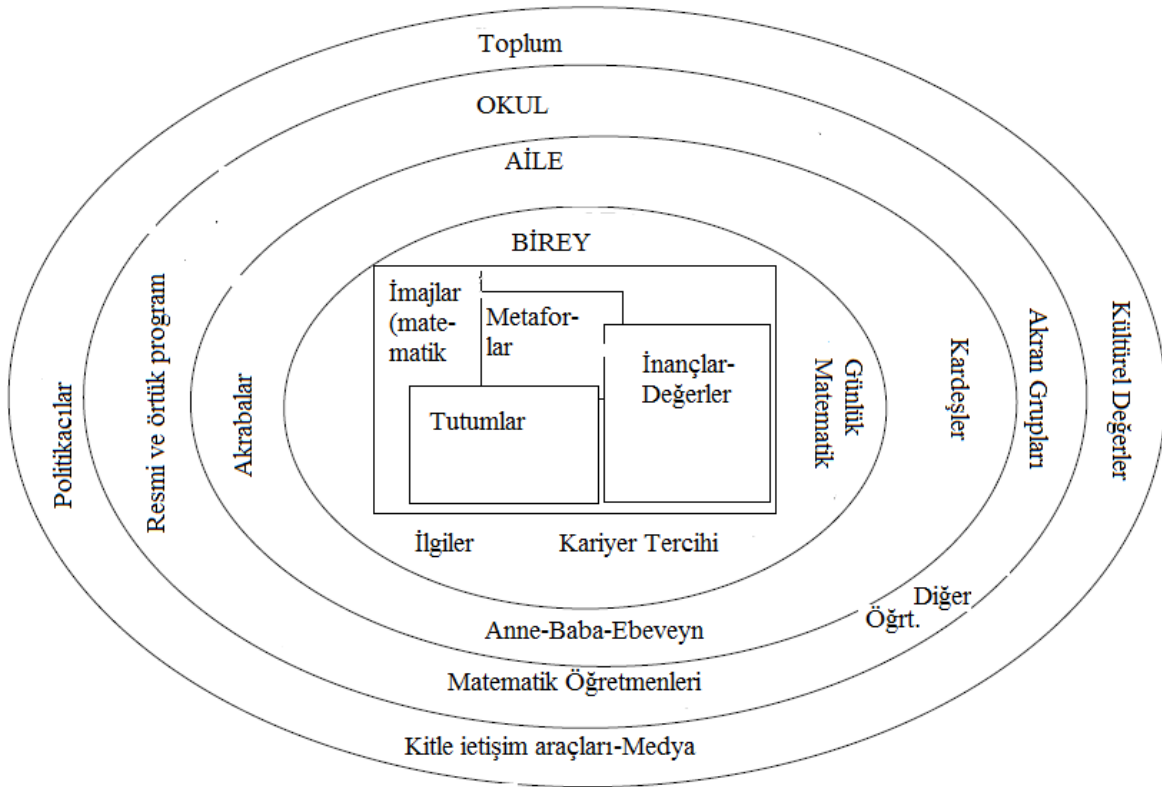 Toplum
OKUL
AİLE
BİREY
İmajlar
(mate-
matik
Metafor-
lar
İnançlar-
Değerler
Tutumlar
Günlük
Matematik
Kardeşler
Akran Grupları
Kültürel Değerler
Politikacılar
Resmi ve örtük program
Akrabalar
İlgiler
Kariyer Tercihi
Diğer
Öğrt.
Anne-Baba-Ebeveyn
Matematik Öğretmenleri
Kitle ietişim araçları-Medya